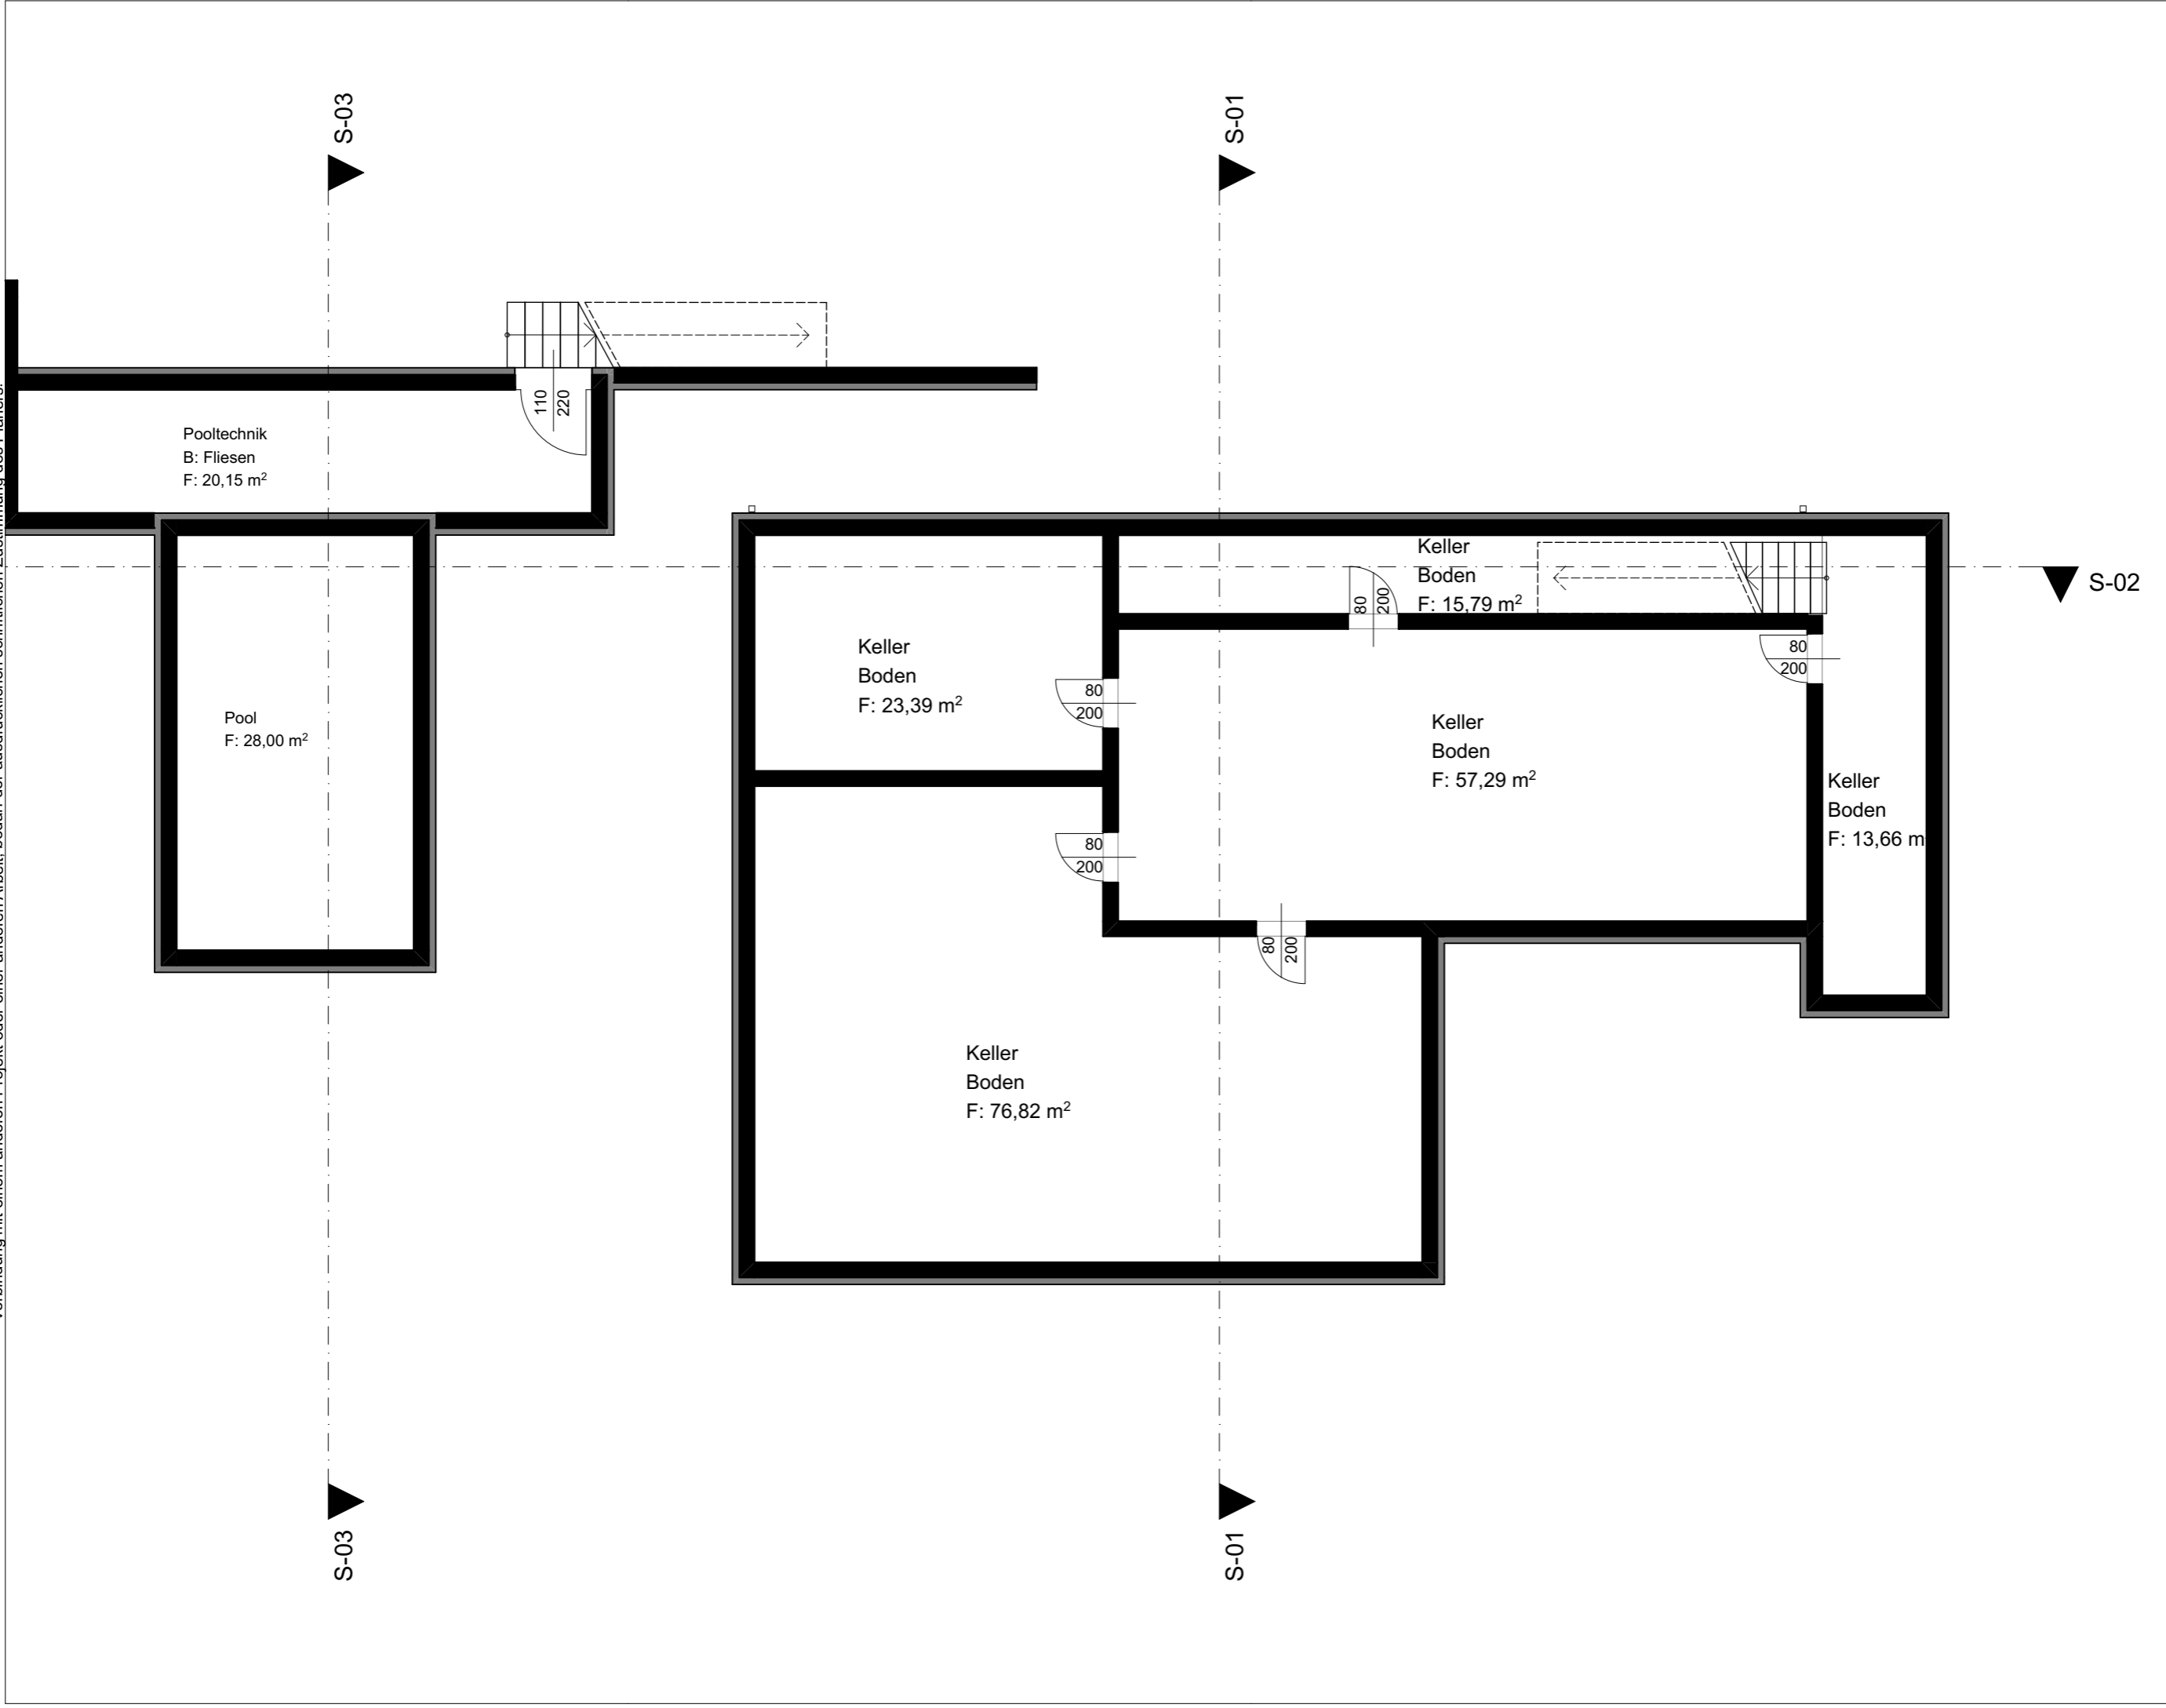 S-03
S-01
110
220
Pooltechnik
B: Fliesen
F: 20,15 m²
Keller
Boden
F: 15,79 m²
80
200
S-02
Keller
Boden
F: 23,39 m²
80
200
80
200
Pool
F: 28,00 m²
Keller
Boden
F: 57,29 m²
Keller
Boden
F: 13,66 m
80
200
80
200
Keller
Boden
F: 76,82 m²
S-03
S-01